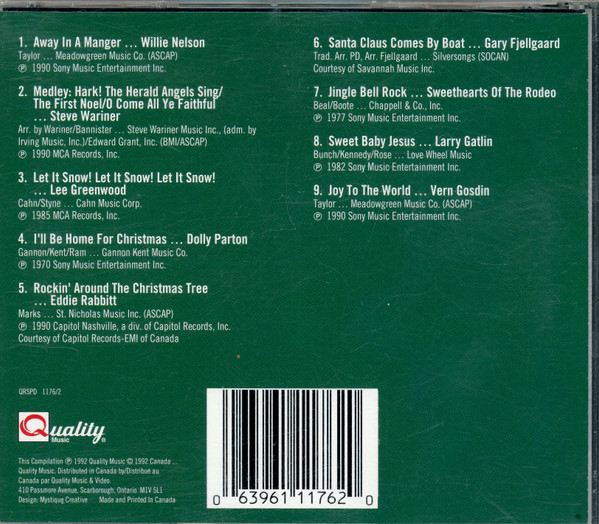 1. Away In A Manger ... Willie Nelson
Taylor ... Meadowgreen Music Co. (ASCAP)
℗ 1990 Sony Music Entertainment Inc.
2. Medley: Hark! The Herald Angels Sing/
The First Noel/O Come All Ye Faithful
... Steve Wariner
Arr. by Wariner/Bannister ... Steve Wariner Music Inc., (adm. by
Irving Music, Inc.)/Edward Grant, Inc. (BMI/ASCAP)
℗ 1990 MCA Records, Inc.
3. Let It Snow! Let It Snow! Let It Snow!
... Lee Greenwood
Cahn/Styne ... Cahn Music Corp.
℗ 1985 MCA Records, Inc.
4. I'll Be Home For Christmas ... Dolly Parton
Gannon/Kent/Ram ... Gannon Kent Music Co.
℗ 1970 Sony Music Entertainment Inc.
5. Rockin' Around The Christmas Tree
... Eddie Rabbitt
Marks ... St. Nicholas Music Inc. (ASCAP)
℗ 1990 Capitol Nashville, a div. of Capitol Records, Inc.
Courtesy of Capitol Records-EMI of Canada
6. Santa Claus Comes By Boat ... Gary Fjellgaard
Trad. Arr. PD, Arr. Fjellgaard ... Silversongs (SOCAN)
Courtesy of Savannah Music Inc.
7. Jingle Bell Rock ... Sweethearts Of The Rodeo
Beal/Boote ... Chappell & Co., Inc.
℗ 1977 Sony Music Entertainment Inc.
8. Sweet Baby Jesus ... Larry Gatlin
Bunch/Kennedy/Rose ... Love Wheel Music
℗ 1982 Sony Music Entertainment Inc.
9. Joy To The World ... Vern Gosdin
Taylor ... Meadowgreen Music Co. (ASCAP)
℗ 1990 Sony Music Entertainment Inc.
QRSPD 1176/2
Quality
Music ®
This Compilation ℗ 1992 Quality Music © 1992 Canada ...
Quality Music. Distributed in Canada by/Distribué au
Canada par Quality Music & Video.
410 Passmore Avenue, Scarborough, Ontario. M1V 5L1
Design: Mystique Creative Made and Printed In Canada
0 63961 11762 0